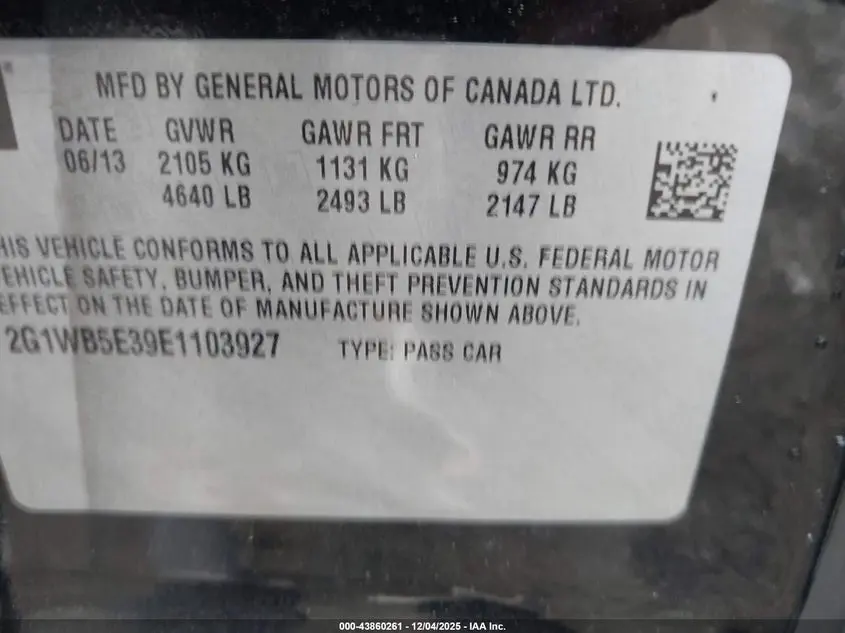 MFD BY GENERAL MOTORS OF CANADA LTD.
DATE GVWR GAWR FRT GAWR RR
06/13 2105 KG 1131 KG 974 KG
4640 LB 2493 LB 2147 LB
HIS VEHICLE CONFORMS TO ALL APPLICABLE U.S. FEDERAL MOTOR
VEHICLE SAFETY, BUMPER, AND THEFT PREVENTION STANDARDS IN
EFFECT ON THE DATE OF MANUFACTURE SHOWN ABOVE.
2G1WB5E39E1103927 TYPE: PASS CAR
000-43860261 - 12/04/2025 - IAA Inc.